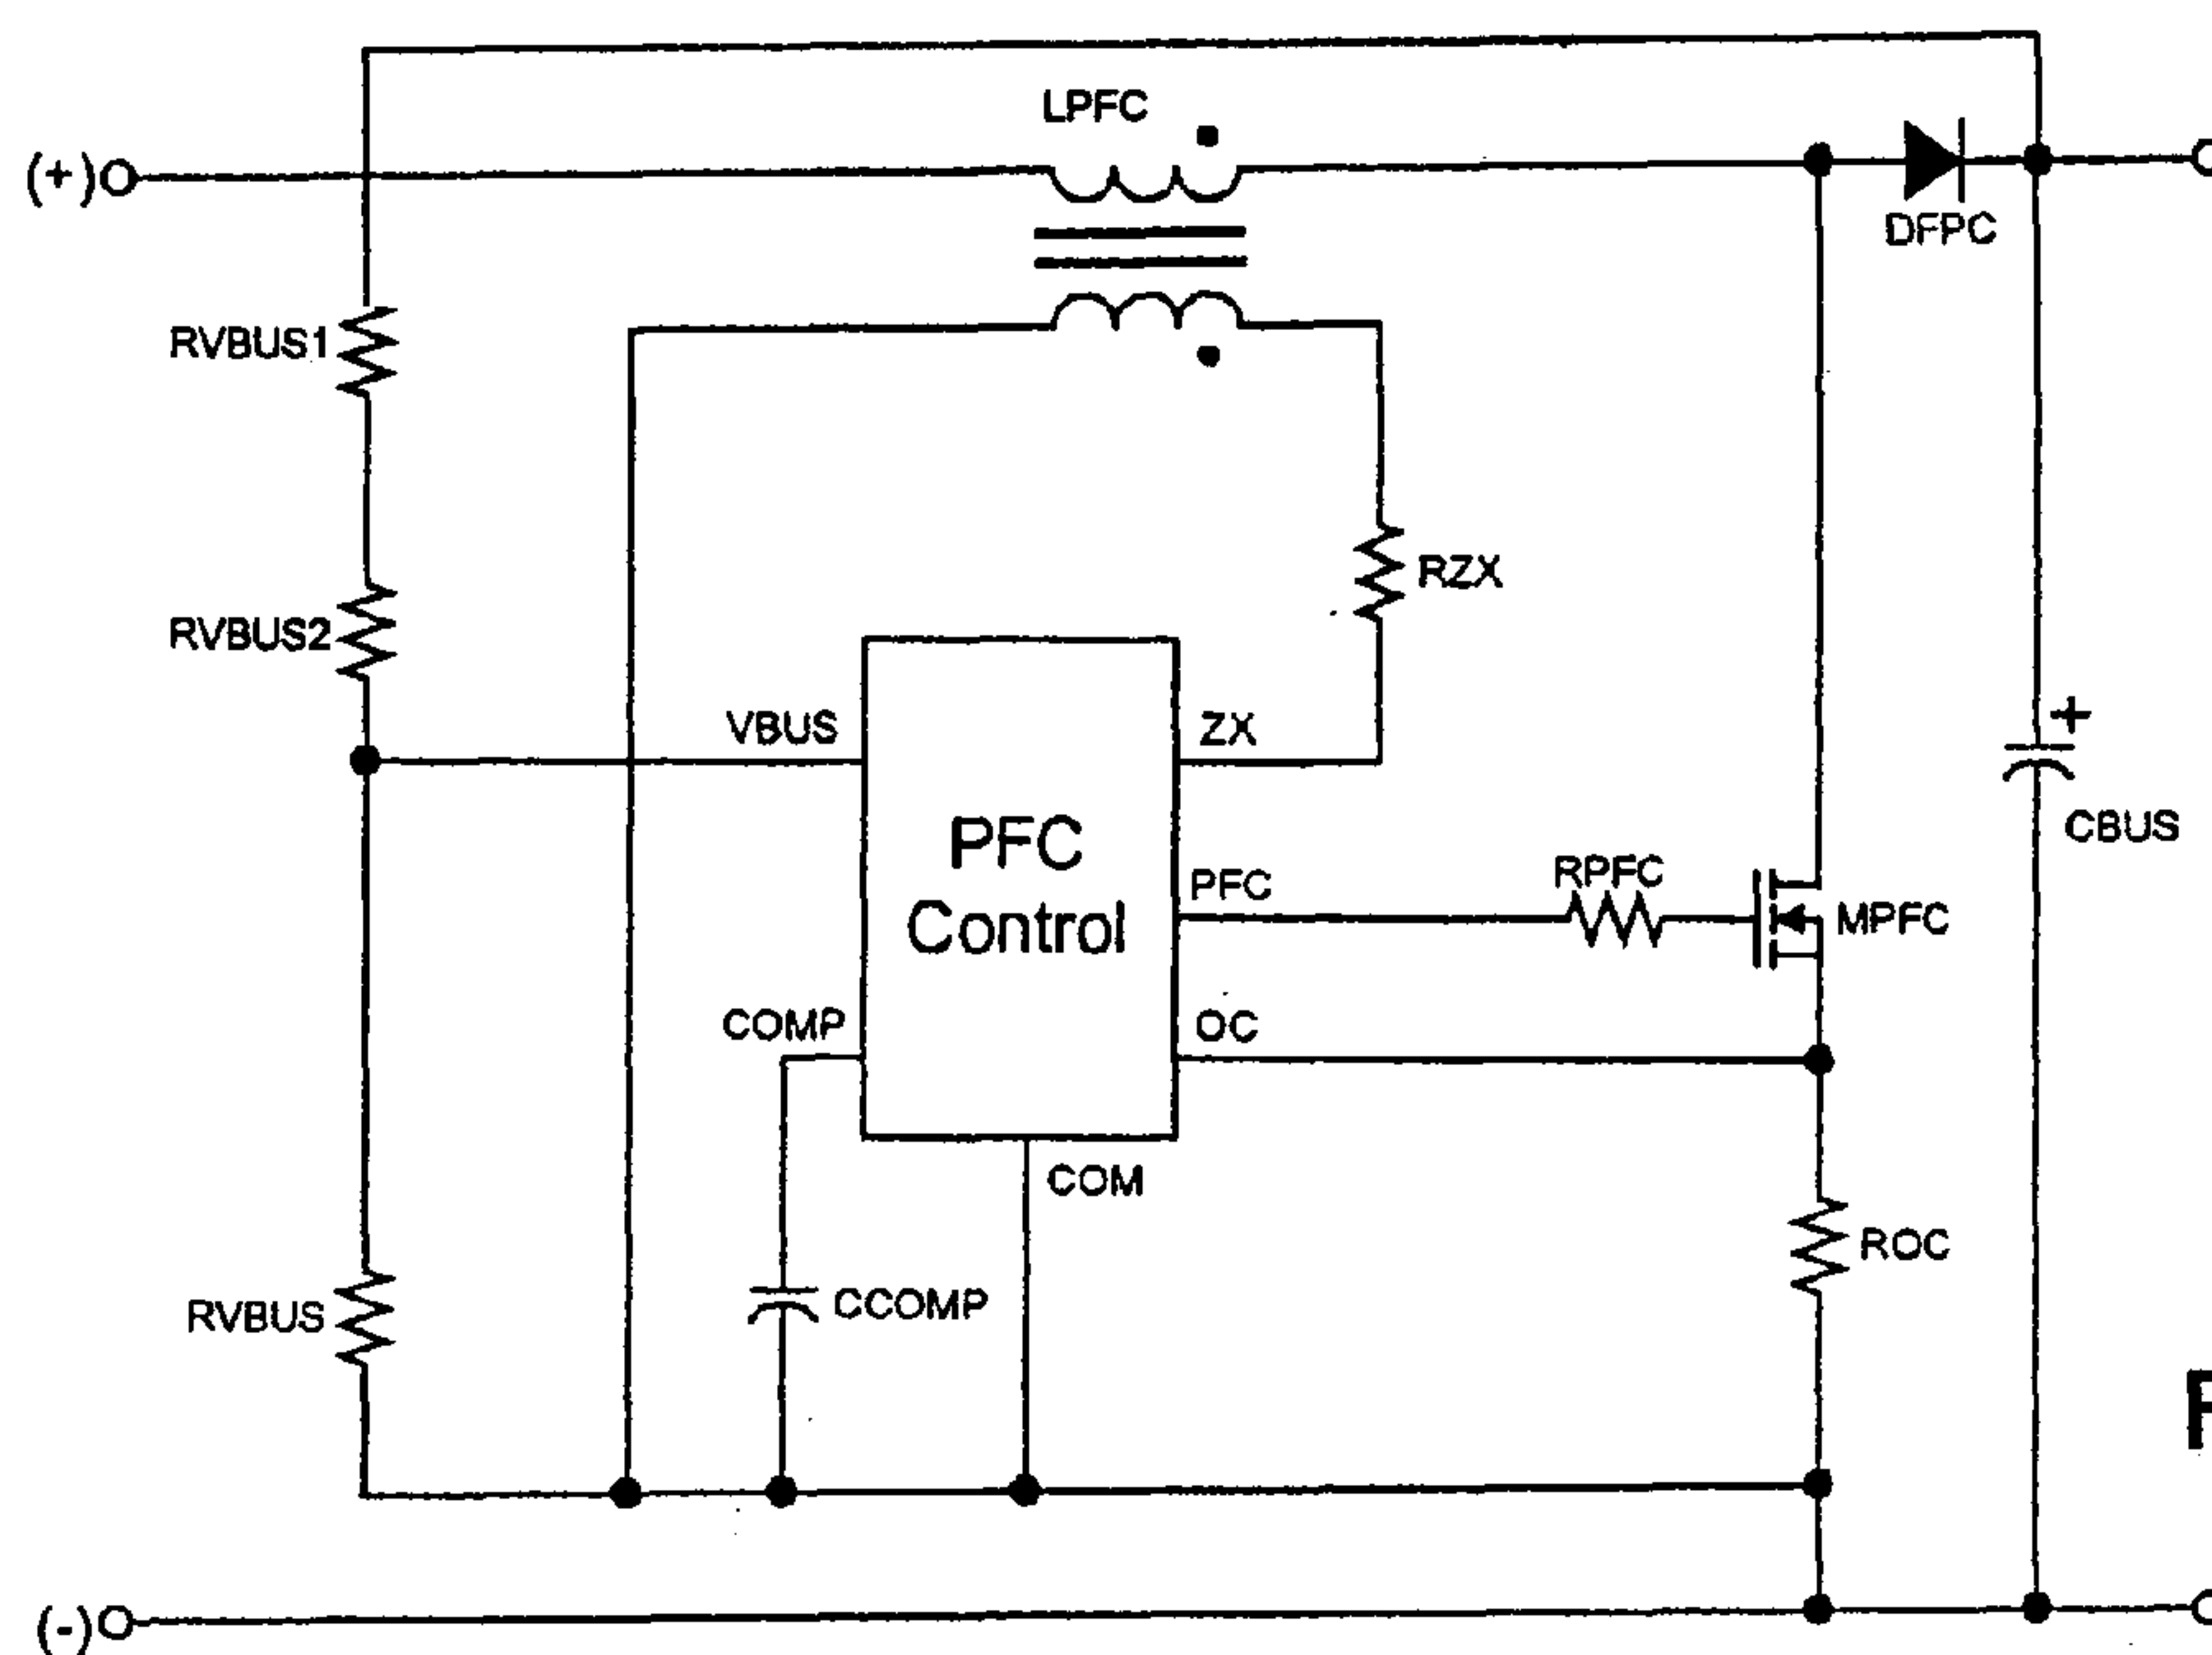 LPFC
(+)
DFPC
RVBUS1
RZX
RVBUS2
VBUS
ZX
+
PFC
Control
CBUS
PFC
RPFC
MPFC
COMP
OC
COM
ROC
CCOMP
RVBUS
(-)